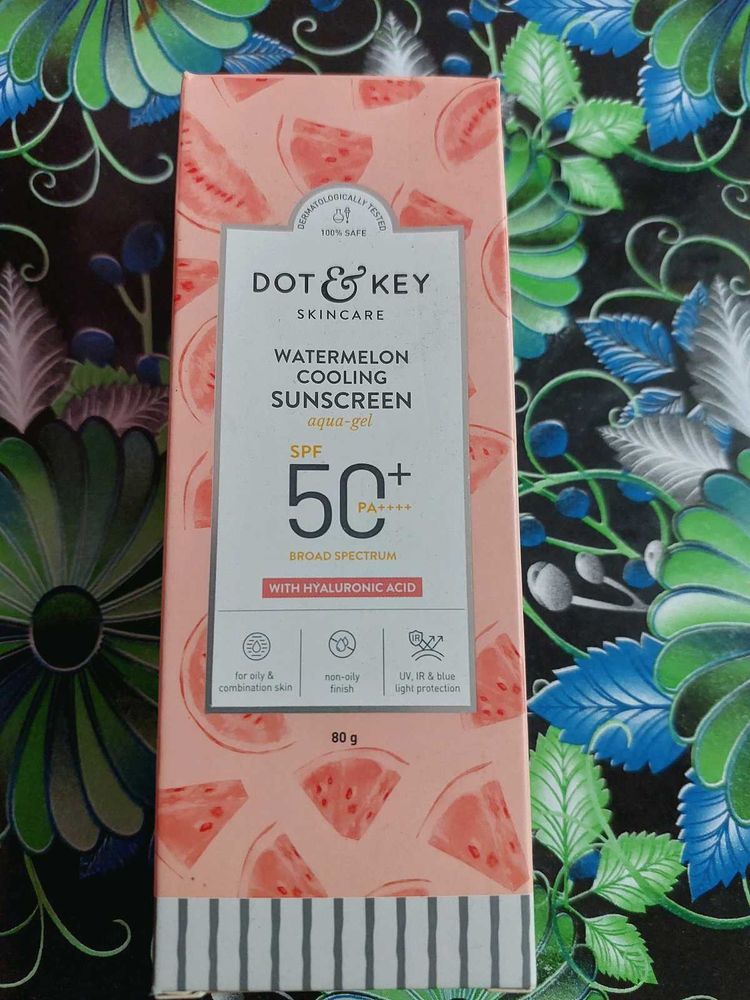 DERMATOLOGICALLY TESTED
100% SAFE
DOT & KEY
SKINCARE
WATERMELON
COOLING
SUNSCREEN
aqua-gel
SPF
50+
PA++++
BROAD SPECTRUM
WITH HYALURONIC ACID
IR
for oily &
combination skin
non-oily
finish
UV, IR & blue
light protection
80 g